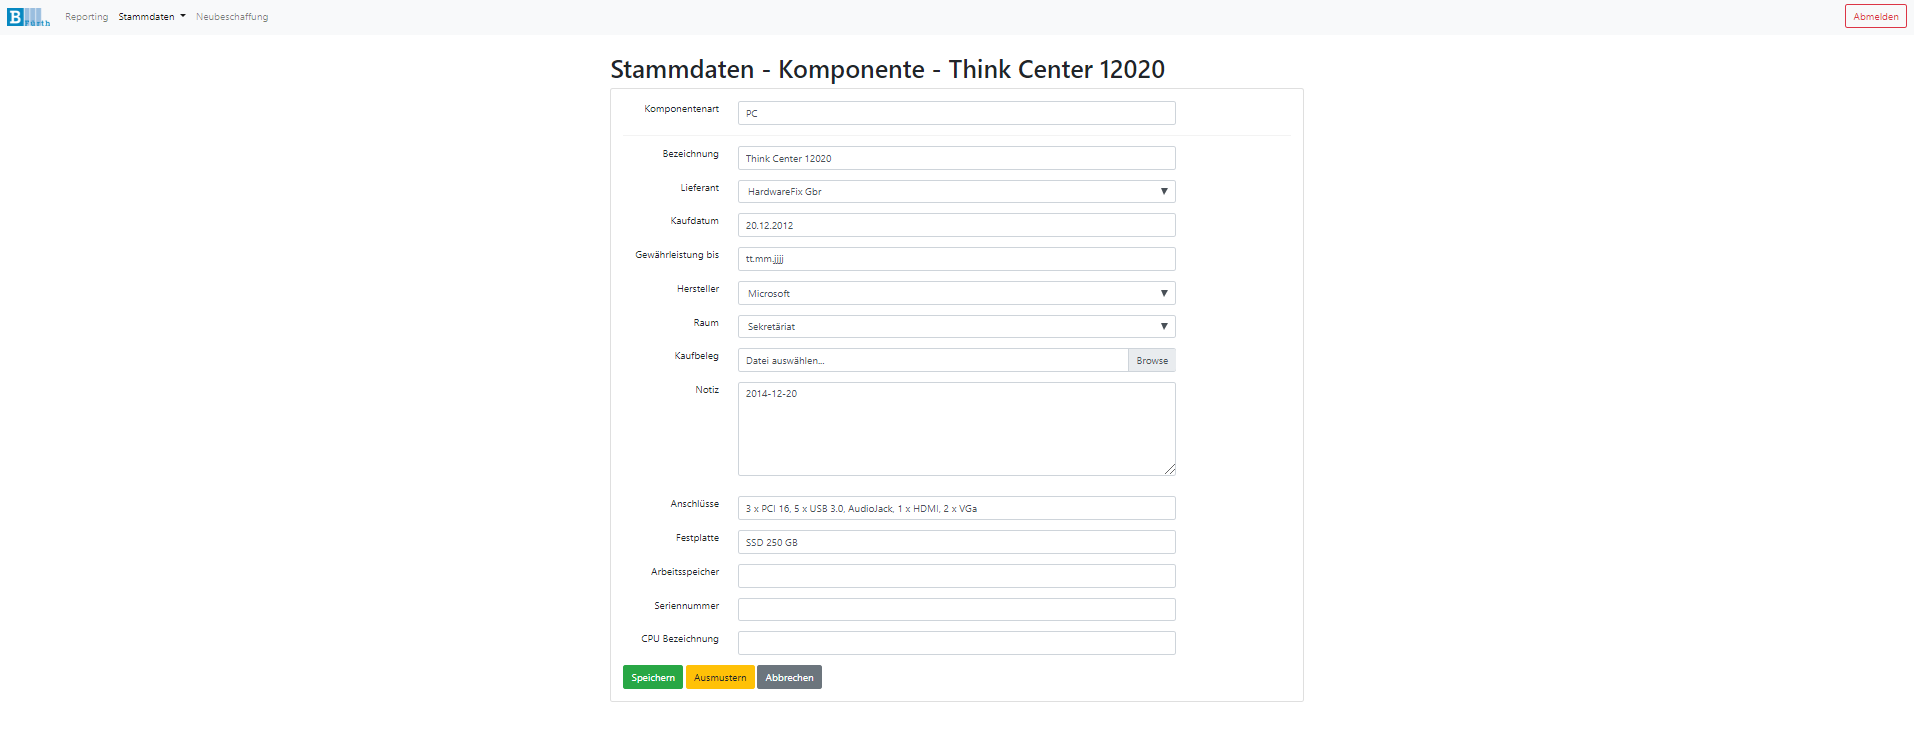 B Fürth Reporting Stammdaten Neubeschaffung Abmelden
Stammdaten - Komponente - Think Center 12020
Komponentenart PC
Bezeichnung Think Center 12020
Lieferant HardwareFix Gbr
Kaufdatum 20.12.2012
Gewährleistung bis tt.mm.jjjj
Hersteller Microsoft
Raum Sekretäriat
Kaufbeleg Datei auswählen... Browse
Notiz 2014-12-20
Anschlüsse 3 x PCI 16, 5 x USB 3.0, AudioJack, 1 x HDMI, 2 x VGa
Festplatte SSD 250 GB
Arbeitsspeicher
Seriennummer
CPU Bezeichnung
Speichern Ausmustern Abbrechen